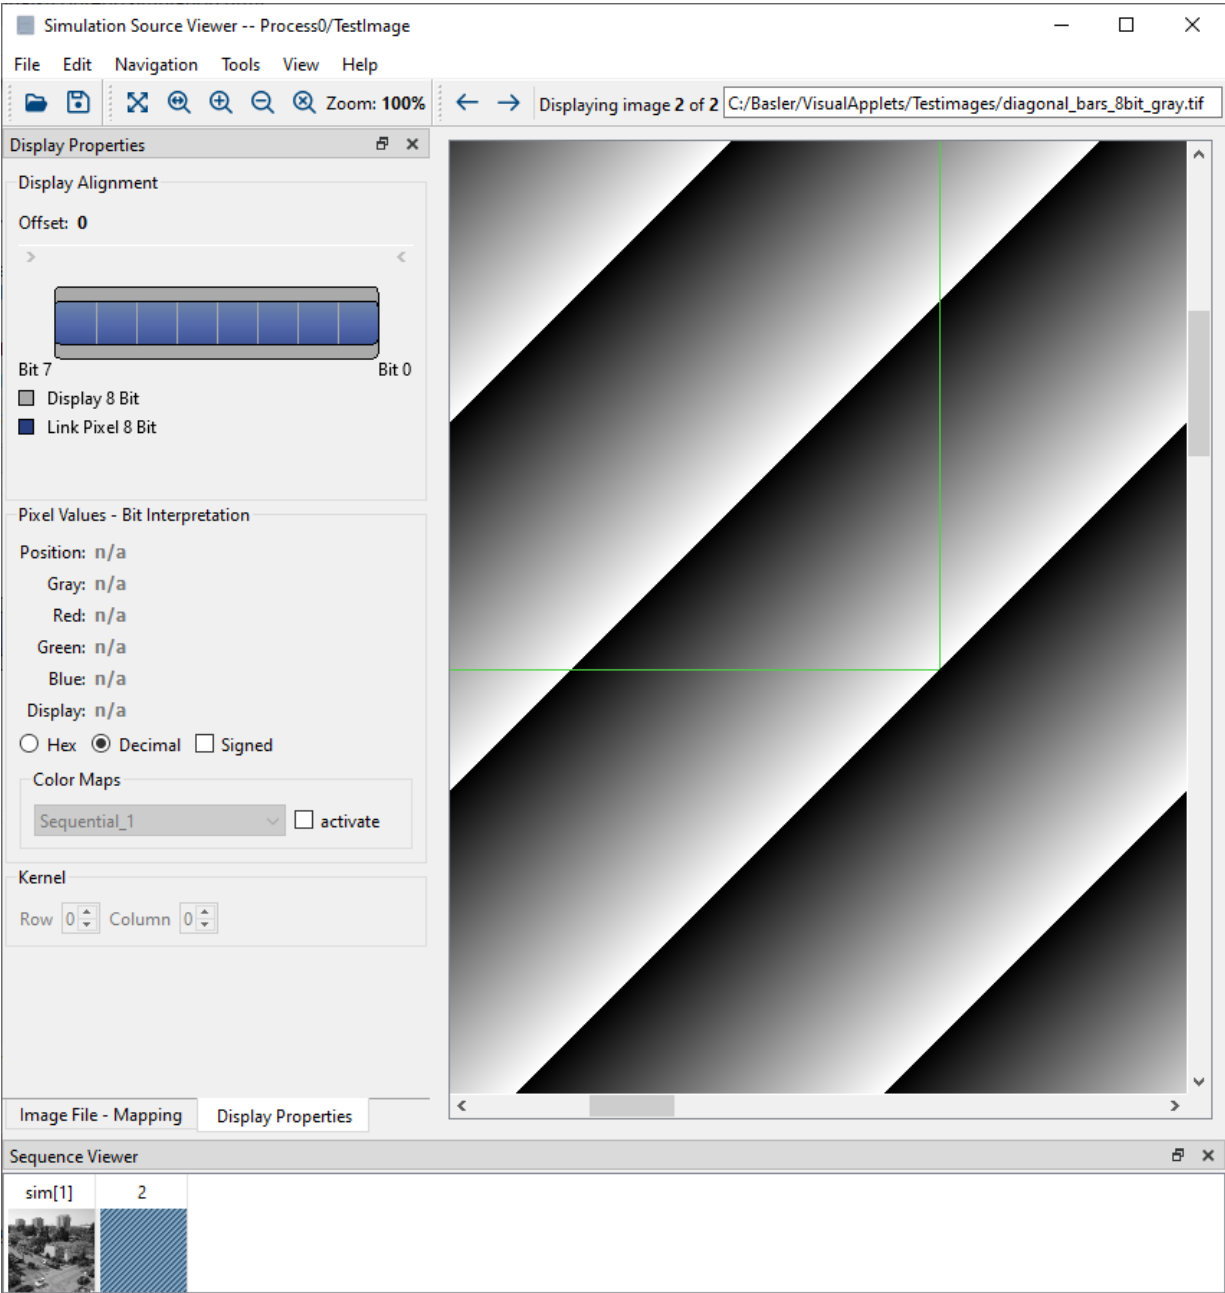 Simulation Source Viewer -- Process0/TestImage
File Edit Navigation Tools View Help
Zoom: 100% Displaying image 2 of 2 C:/Basler/VisualApplets/Testimages/diagonal_bars_8bit_gray.tif
Display Properties
Display Alignment
Offset: 0
Bit 7 Bit 0
Display 8 Bit
Link Pixel 8 Bit
Pixel Values - Bit Interpretation
Position: n/a
Gray: n/a
Red: n/a
Green: n/a
Blue: n/a
Display: n/a
Hex Decimal Signed
Color Maps
Sequential_1 activate
Kernel
Row 0 Column 0
Image File - Mapping Display Properties
Sequence Viewer
sim[1] 2